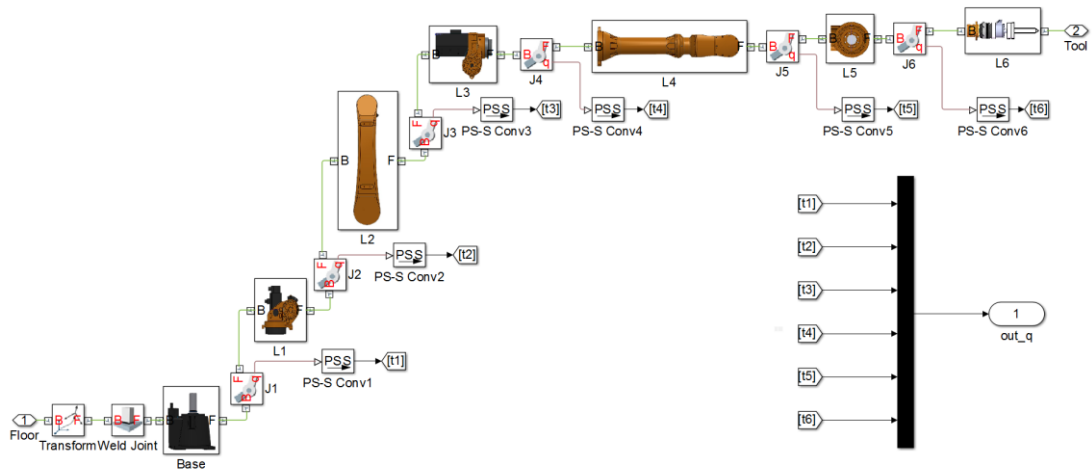 B F
L3
B F q
J4
B F
L4
B F q
J5
B F
L5
B F q
J6
B F
L6
2
Tool
F q B
J3
PSS
PS-S Conv3
[t3]
PSS
PS-S Conv4
[t4]
PSS
PS-S Conv5
[t5]
PSS
PS-S Conv6
[t6]
B F
L2
F q B
J2
PSS
PS-S Conv2
[t2]
B F
L1
F q B
J1
PSS
PS-S Conv1
[t1]
1
Floor
B F
Transform
B F
Weld Joint
B F
Base
[t1]
[t2]
[t3]
[t4]
[t5]
[t6]
1
out_q